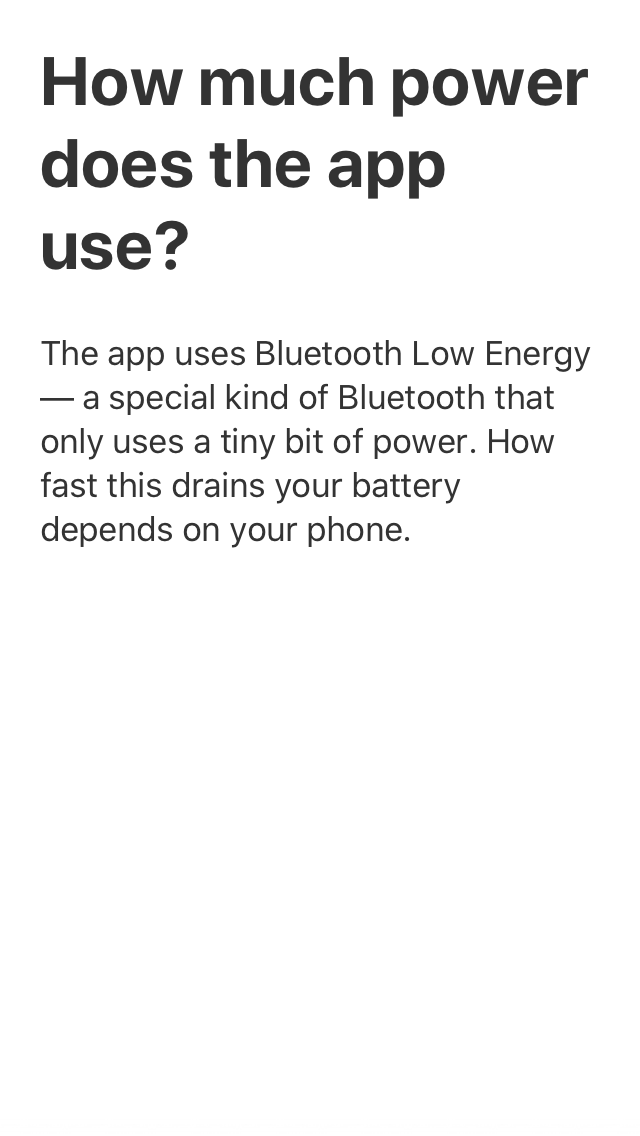 How much power
does the app
use?
The app uses Bluetooth Low Energy
— a special kind of Bluetooth that
only uses a tiny bit of power. How
fast this drains your battery
depends on your phone.